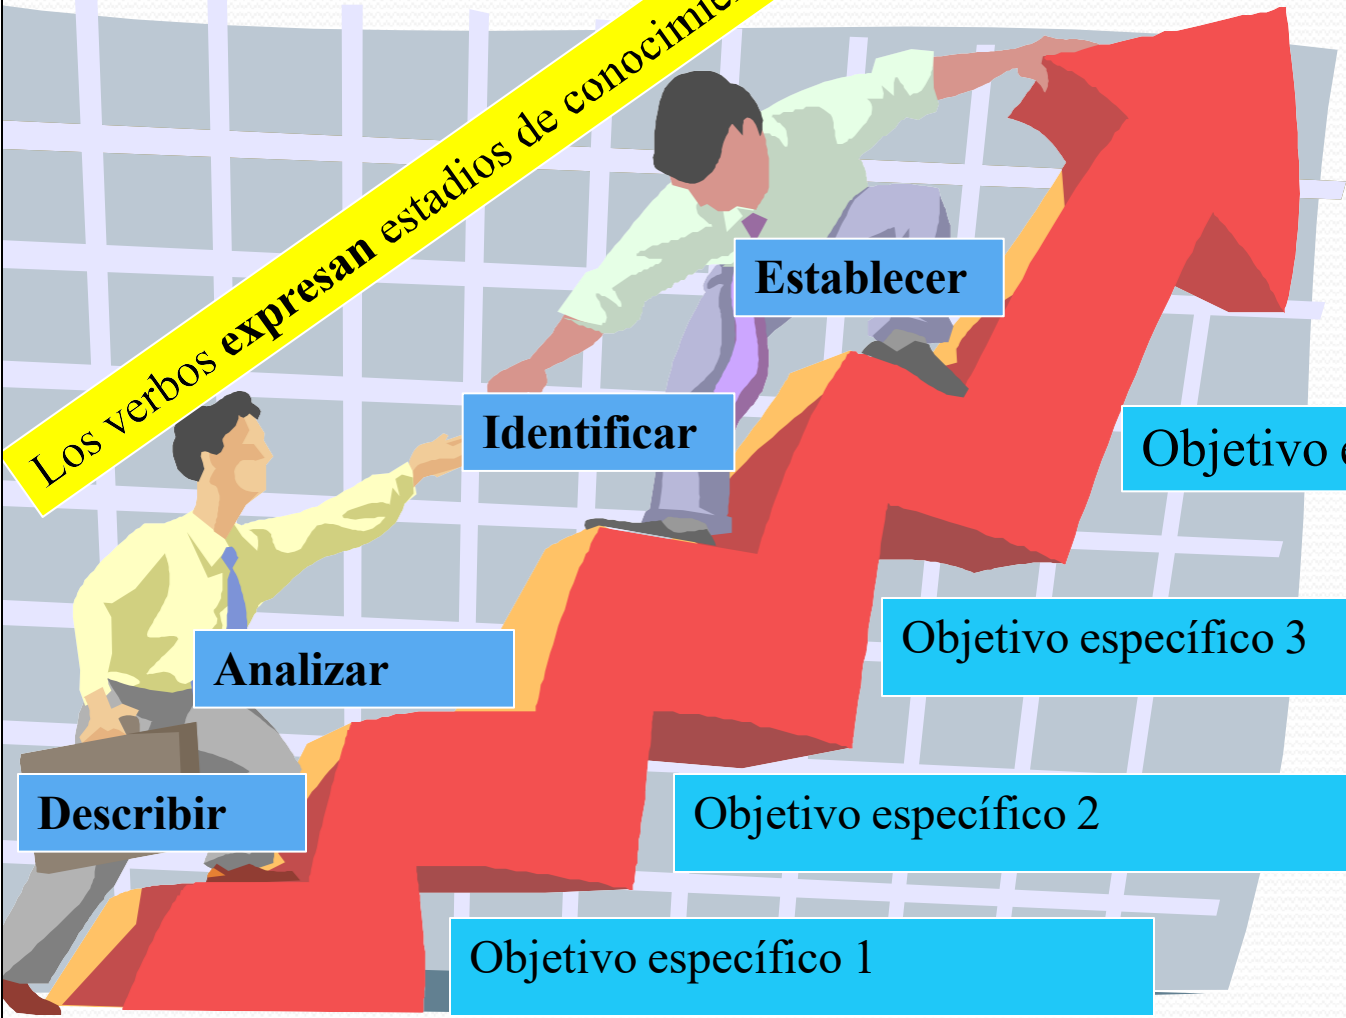 Los verbos expresan estadios de
Establecer
Identificar
Objetivo
Analizar
Objetivo específico 3
Describir
Objetivo específico 2
Objetivo específico 1